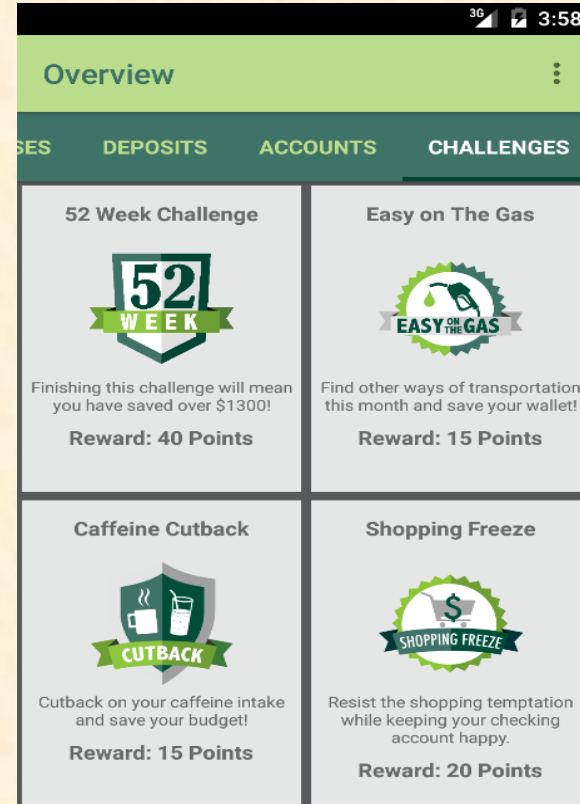 3G 3:58
Overview
SES DEPOSITS ACCOUNTS CHALLENGES
52 Week Challenge
52
WEEK
Finishing this challenge will mean
you have saved over $1300!
Reward: 40 Points
Easy on The Gas
EASY ON THE GAS
Find other ways of transportation
this month and save your wallet!
Reward: 15 Points
Caffeine Cutback
CUTBACK
Cutback on your caffeine intake
and save your budget!
Reward: 15 Points
Shopping Freeze
$
SHOPPING FREEZE
Resist the shopping temptation
while keeping your checking
account happy.
Reward: 20 Points